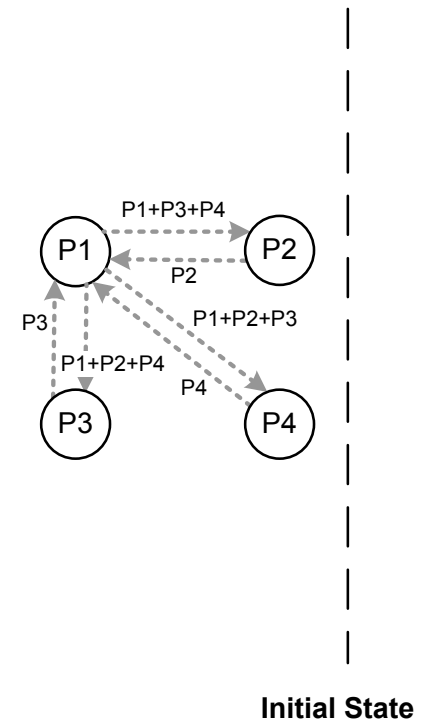 P1+P3+P4
P1
P2
P2
P1+P2+P3
P3
P1+P2+P4
P4
P3
P4
Initial State